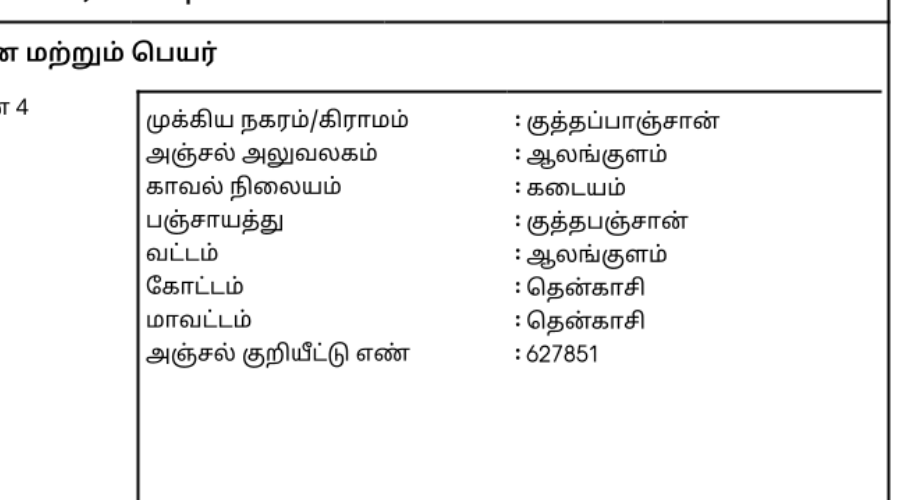 மற்றும் பெயர்
4
முக்கிய நகரம்/கிராமம் : குத்தப்பாஞ்சான்
அஞ்சல் அலுவலகம் : ஆலங்குளம்
காவல் நிலையம் : கடையம்
பஞ்சாயத்து : குத்தபஞ்சான்
வட்டம் : ஆலங்குளம்
கோட்டம் : தென்காசி
மாவட்டம் : தென்காசி
அஞ்சல் குறியீட்டு எண் : 627851